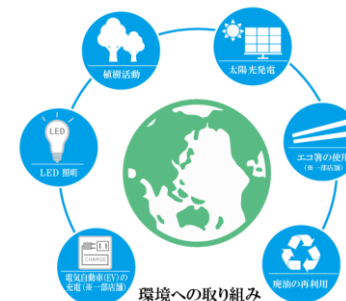 植樹活動
太陽光発電
LED
LED 照明
エコ箸の使用
(※一部店舗)
電気自動車(EV)の
充電(※一部店舗)
CHARGE
廃油の再利用
環境への取り組み